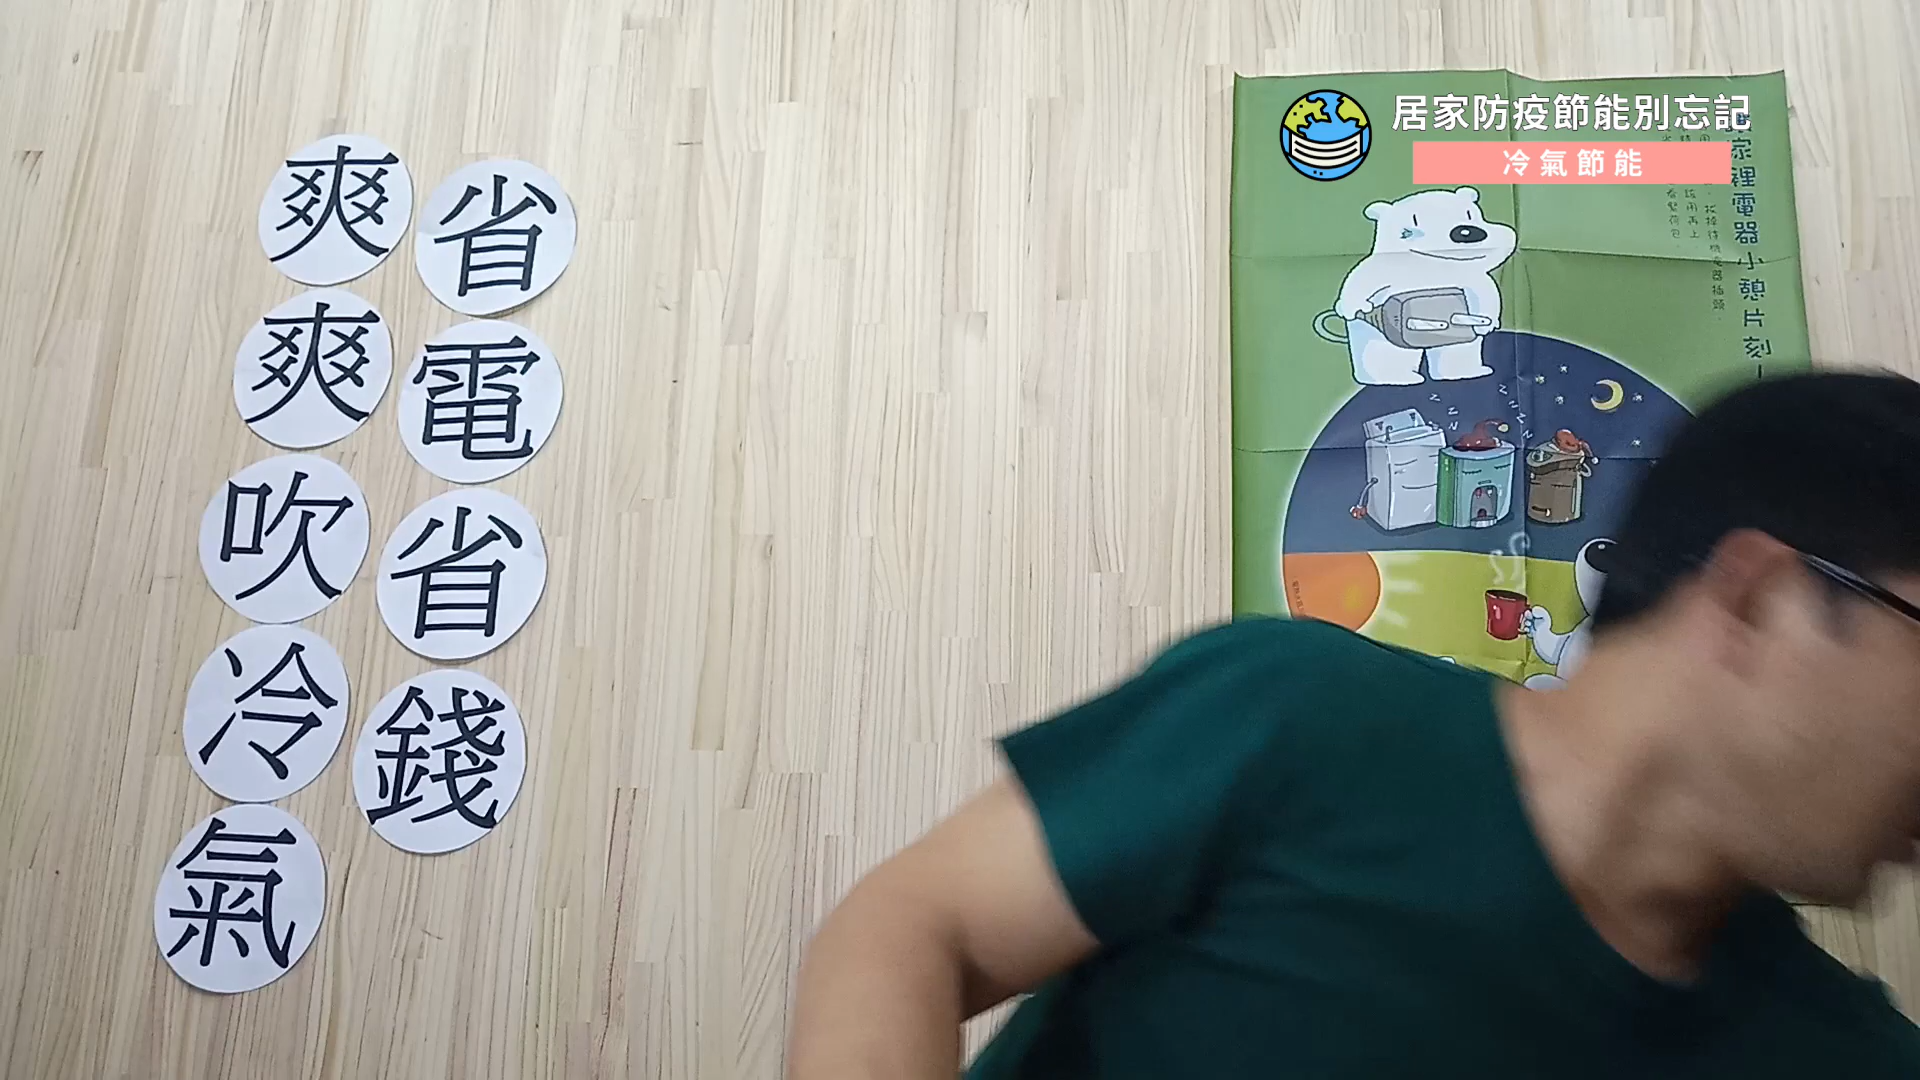 居家防疫節能別忘記
冷氣節能
省電省錢
爽爽吹冷氣
家裡電器小憩片刻